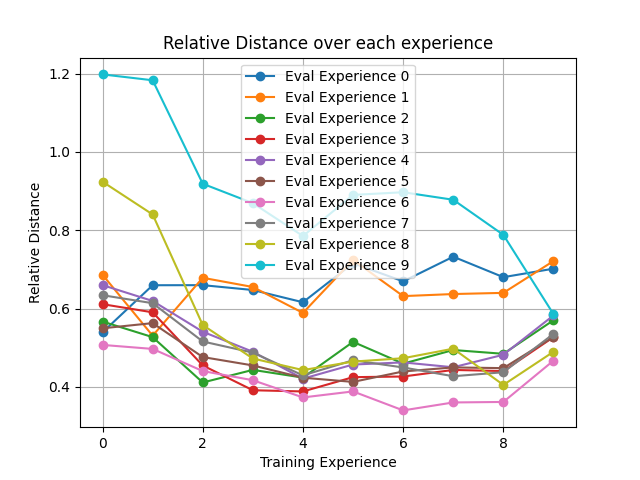 Relative Distance over each experience
Relative Distance
1.2
1.0
0.8
0.6
0.4
Eval Experience 0
Eval Experience 1
Eval Experience 2
Eval Experience 3
Eval Experience 4
Eval Experience 5
Eval Experience 6
Eval Experience 7
Eval Experience 8
Eval Experience 9
0 2 4 6 8
Training Experience